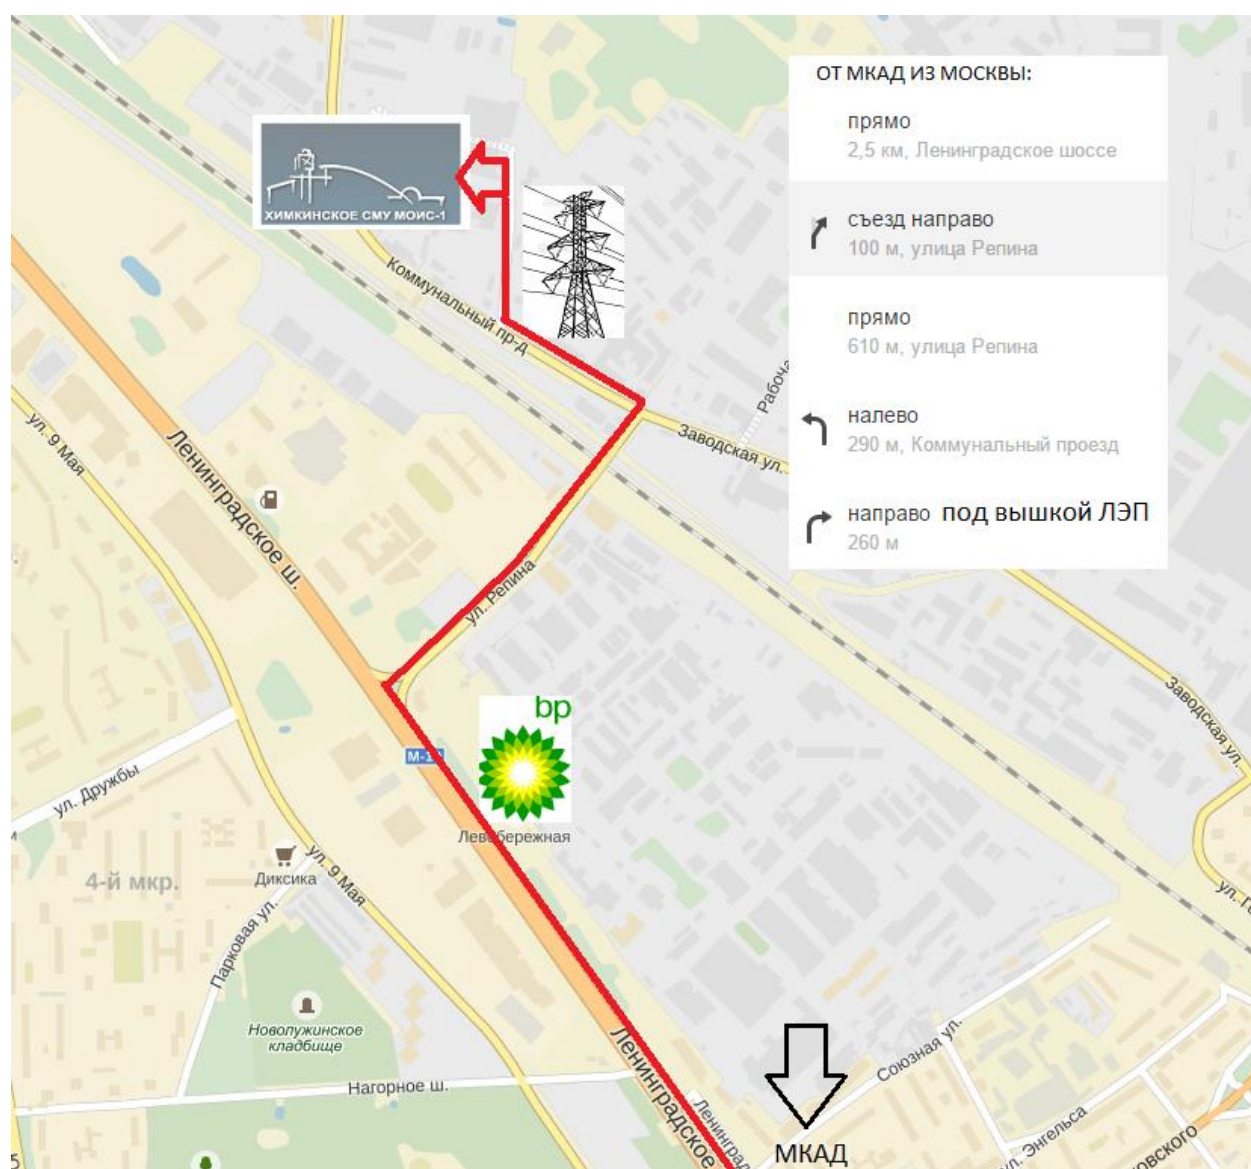 ОТ МКАД ИЗ МОСКВЫ:
прямо
2,5 км, Ленинградское шоссе
съезд направо
100 м, улица Репина
прямо
610 м, улица Репина
налево
290 м, Коммунальный проезд
направо под вышкой ЛЭП
260 м
ХИМКИНСКОЕ СМУ МОИС-1
Коммунальный пр-д
Заводская ул.
ул. 9 Мая
Ленинградское ш.
ул. Репина
Заводская ул.
bp
ул. Дружбы
Левобережная
4-й мкр.
Диксика
ул. 9 Мая
Парковая ул.
Новолужинское
кладбище
Нагорное ш.
Ленинградское
Союзная ул.
ул. Энгельса
МКАД